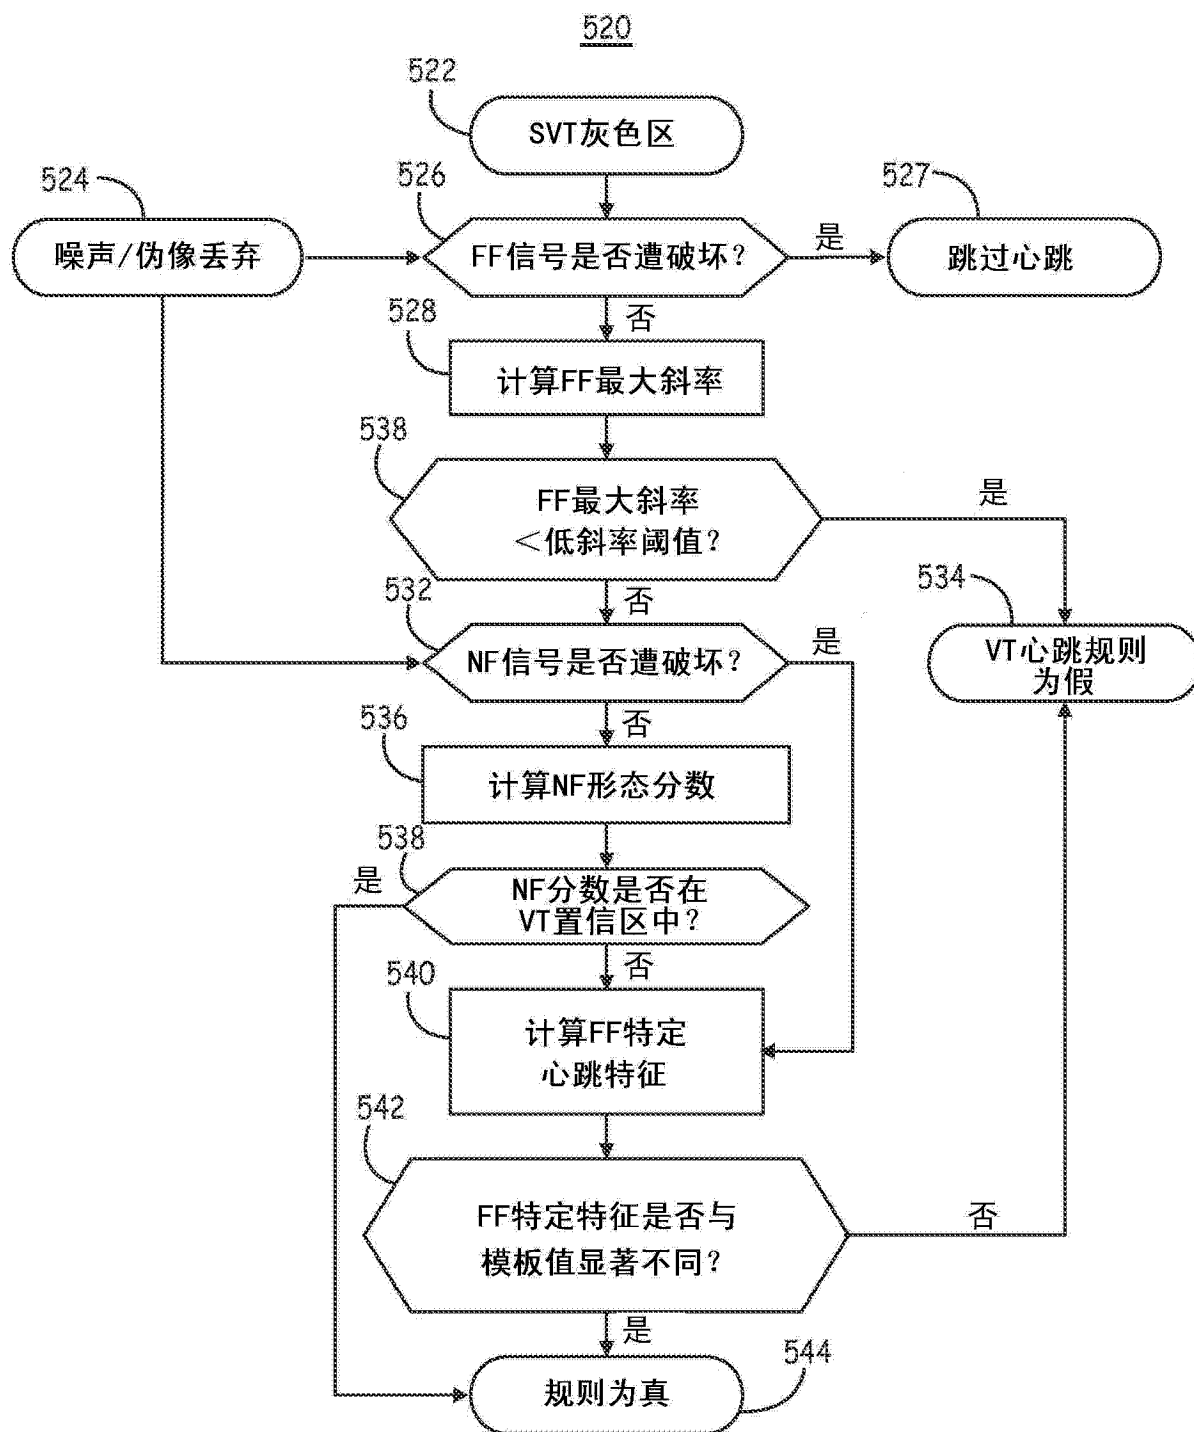 520
522
SVT灰色区
524
噪声/伪像丢弃
526
FF信号是否遭破坏?
是
527
跳过心跳
否
528
计算FF最大斜率
538
FF最大斜率
<低斜率阈值?
是
否
534
VT心跳规则
为假
532
NF信号是否遭破坏?
是
否
536
计算NF形态分数
538
是
NF分数是否在
VT置信区中?
否
540
计算FF特定
心跳特征
542
FF特定特征是否与
模板值显著不同?
否
是
规则为真
544